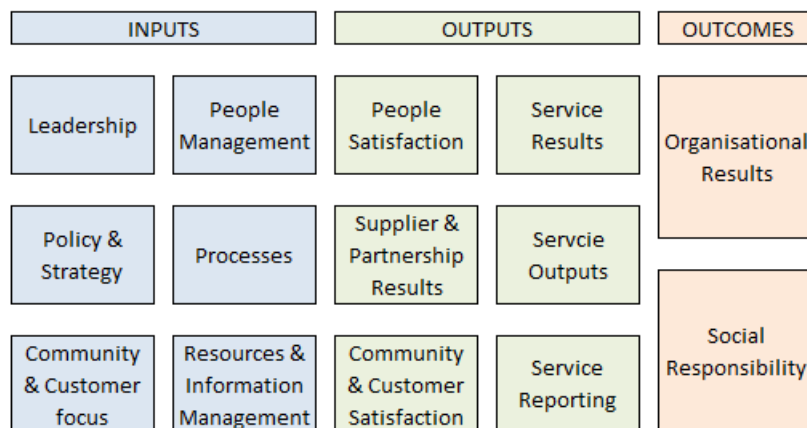 INPUTS
OUTPUTS
OUTCOMES
Leadership
People
Management
People
Satisfaction
Service
Results
Organisational
Results
Policy &
Strategy
Processes
Supplier &
Partnership
Results
Servcie
Outputs
Social
Responsibility
Community
& Customer
focus
Resources &
Information
Management
Community
& Customer
Satisfaction
Service
Reporting